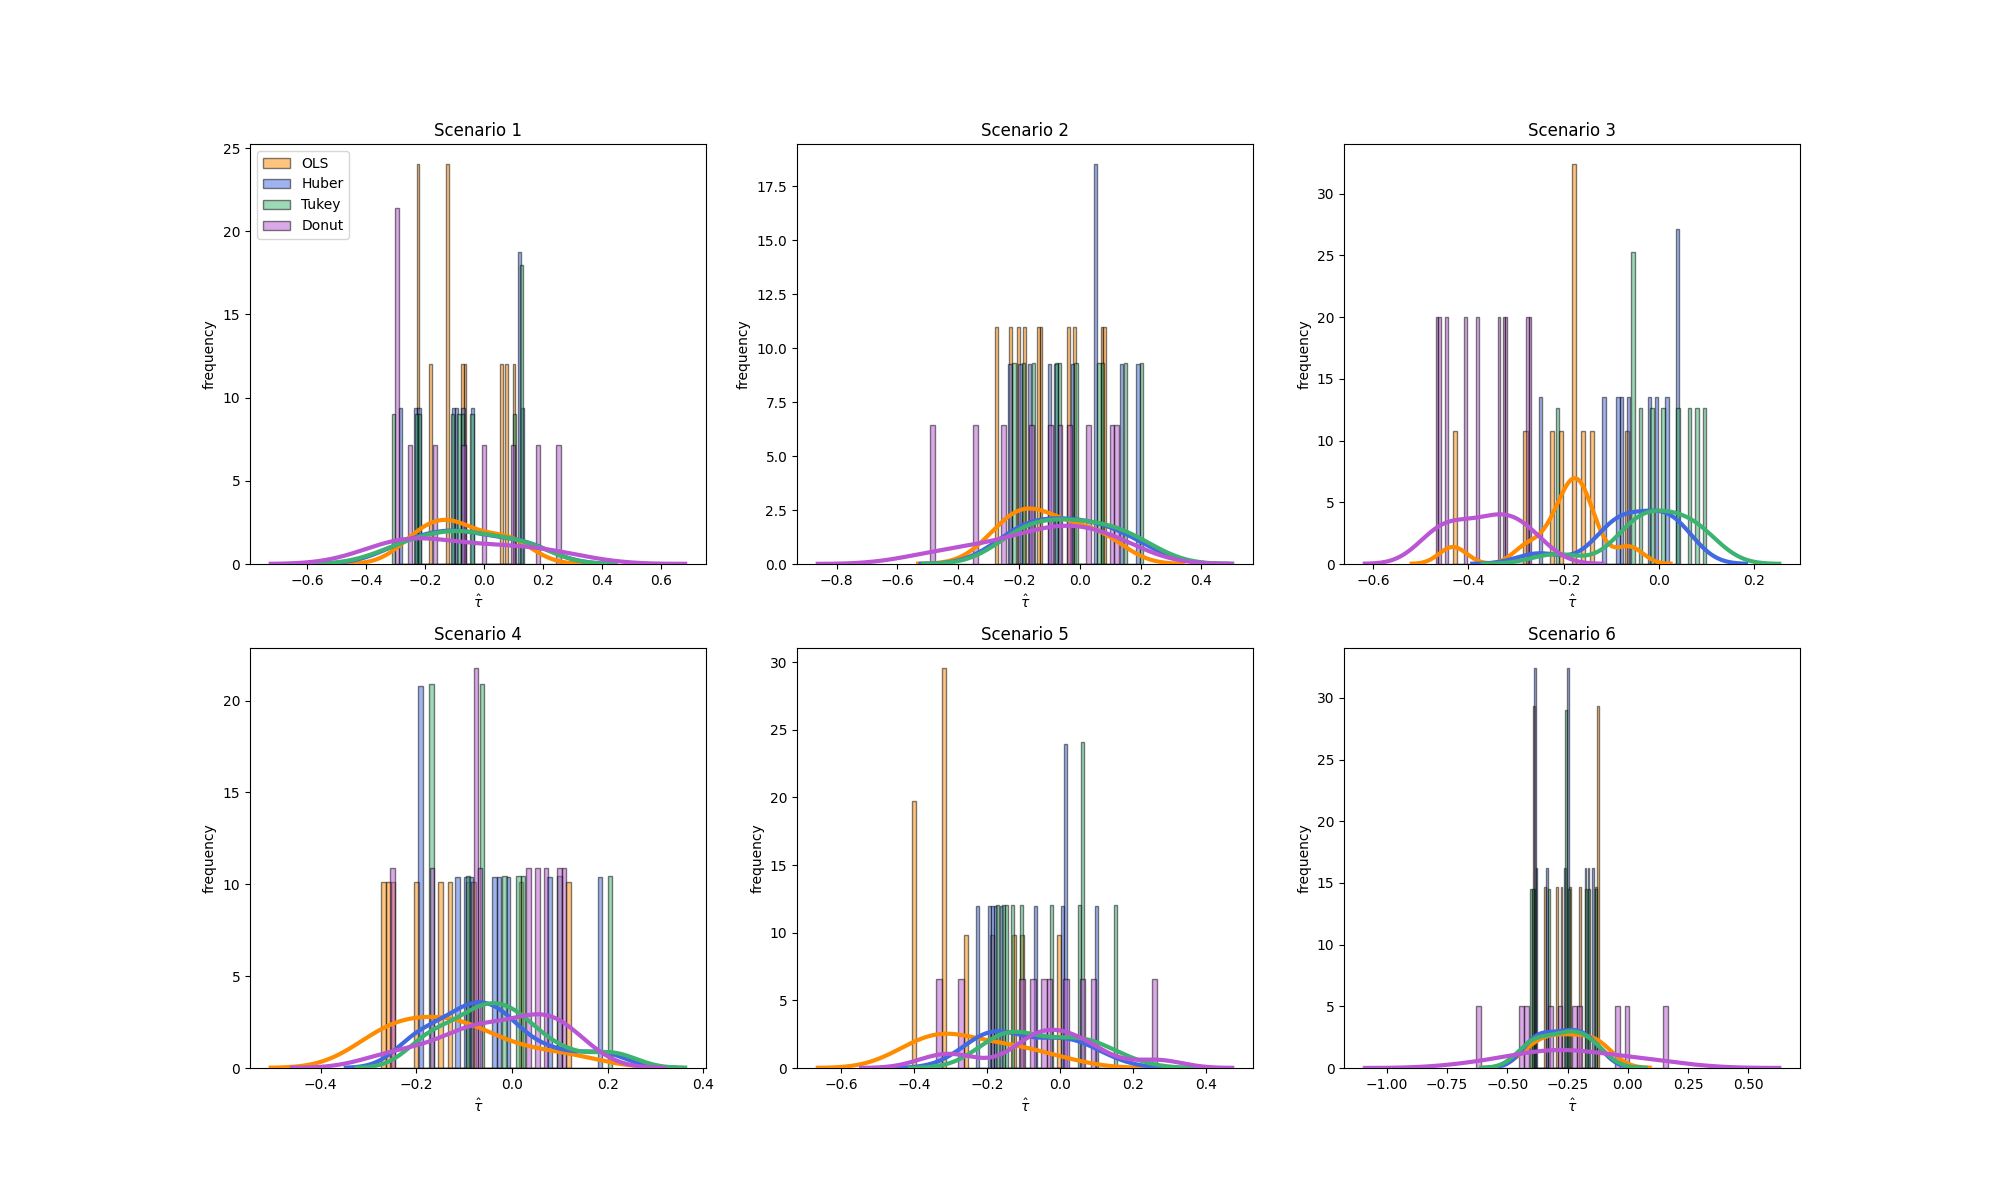 Scenario 1
25
20
15
10
5
0
frequency
OLS
Huber
Tukey
Donut
−0.6 −0.4 −0.2 0.0 0.2 0.4 0.6
τ̂
Scenario 2
17.5
15.0
12.5
10.0
7.5
5.0
2.5
0.0
frequency
−0.8 −0.6 −0.4 −0.2 0.0 0.2 0.4
τ̂
Scenario 3
30
25
20
15
10
5
0
frequency
−0.6 −0.4 −0.2 0.0 0.2
τ̂
Scenario 4
20
15
10
5
0
frequency
−0.4 −0.2 0.0 0.2 0.4
τ̂
Scenario 5
30
25
20
15
10
5
0
frequency
−0.6 −0.4 −0.2 0.0 0.2 0.4
τ̂
Scenario 6
30
25
20
15
10
5
0
frequency
−1.00 −0.75 −0.50 −0.25 0.00 0.25 0.50
τ̂